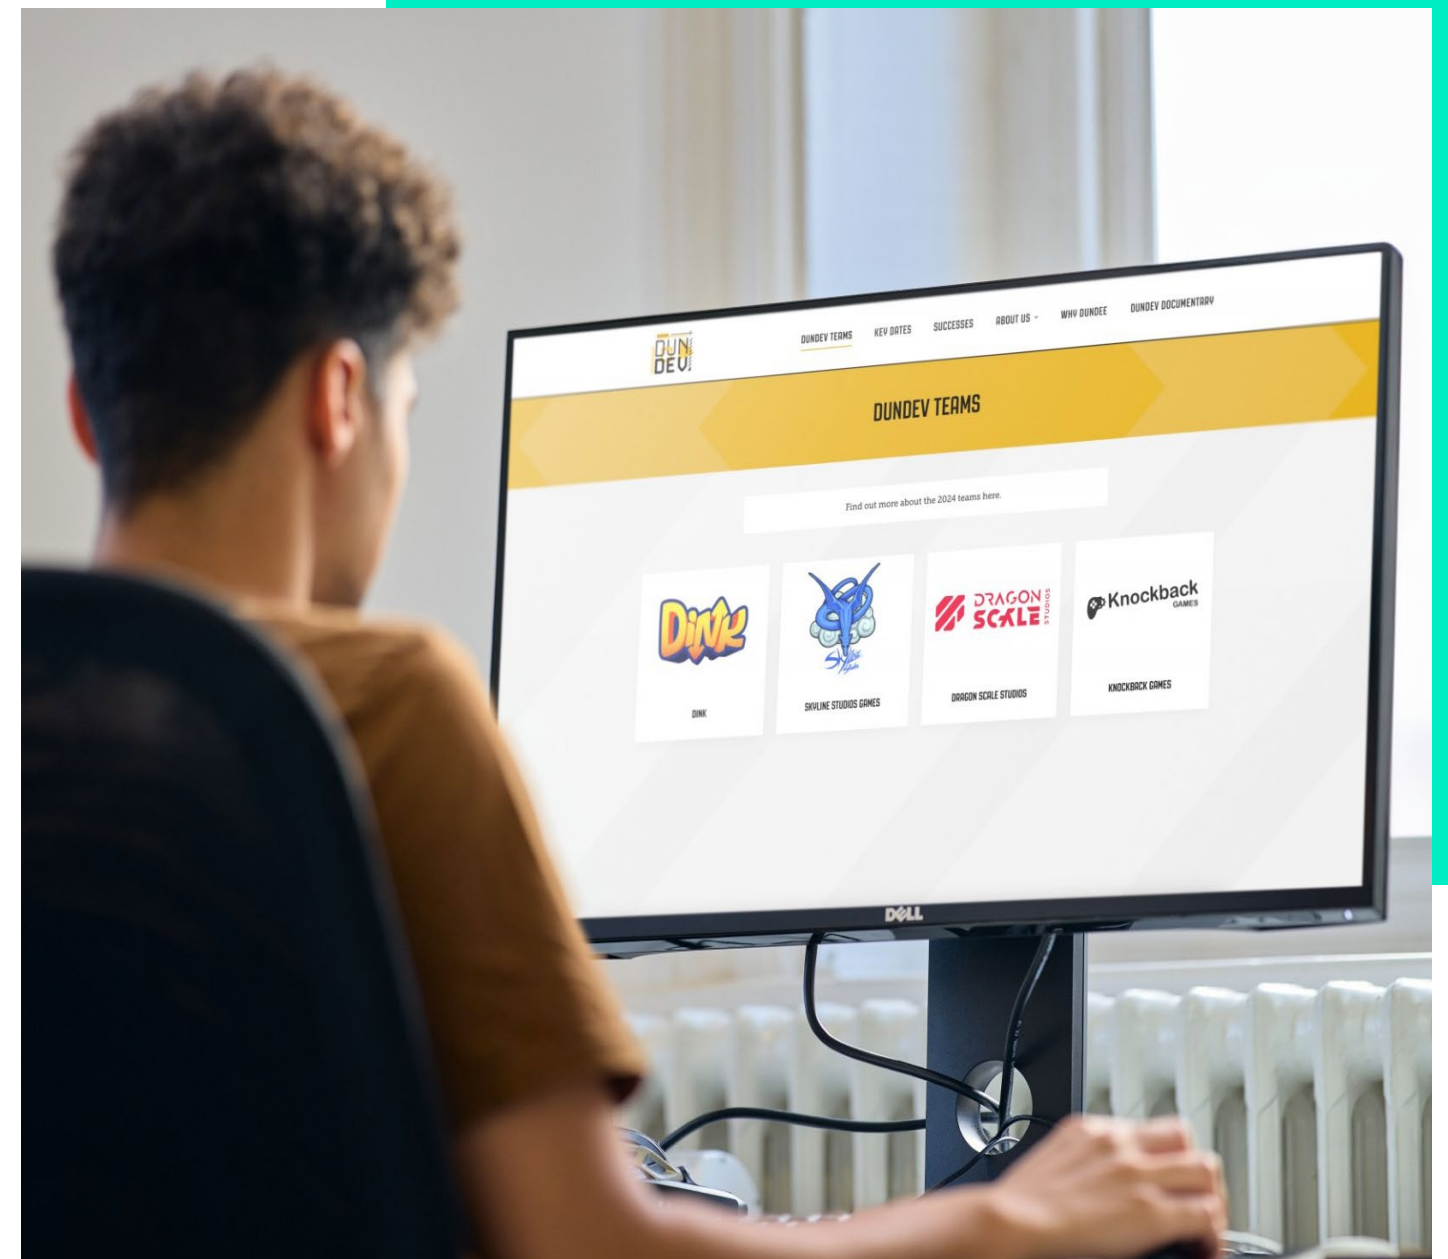 DUN
DEV
DUNDEV TEAMS
KEY DATES
SUCCESSES
ABOUT US
WHY DUNDEE
DUNDEV DOCUMENTARY
DUNDEV TEAMS
Find out more about the 2024 teams here.
DINK
DINK
SKYLINE STUDIOS GAMES
DRAGON
SCALE
STUDIOS
DRAGON SCALE STUDIOS
Knockback
GAMES
KNOCKBACK GAMES
DELL